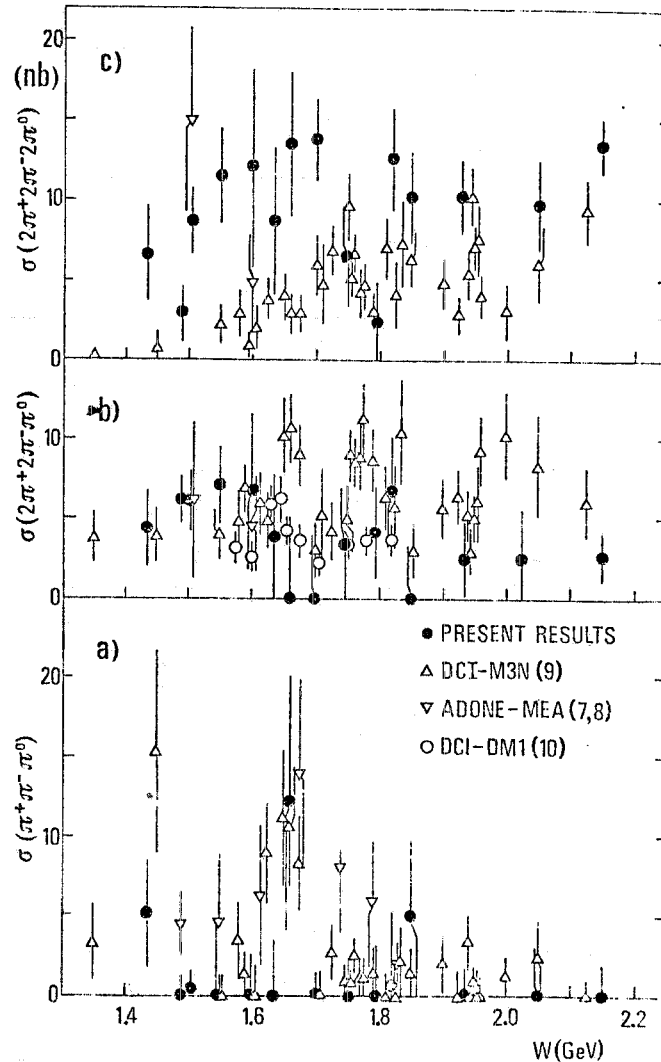 20
(nb)
c)
σ(2π⁺2π⁻2π⁰)
10
0
b)
σ(2π⁺2π⁻π⁰)
10
0
a)
● PRESENT RESULTS
△ DCI-M3N (9)
▽ ADONE-MEA (7,8)
○ DCI-DM1 (10)
20
σ(π⁺π⁻π⁰)
10
0
1.4 1.6 1.8 2.0 2.2
W(GeV)